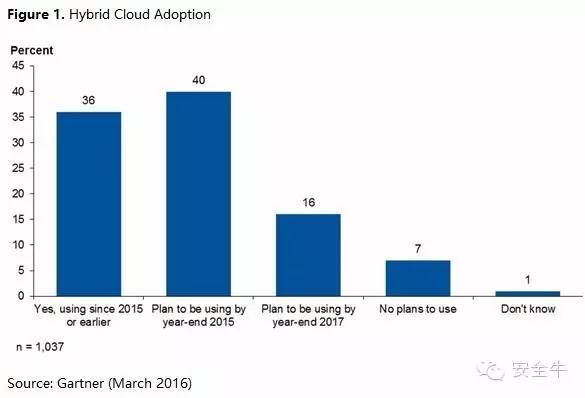 Figure 1. Hybrid Cloud Adoption
Percent
45
40
35
30
25
20
15
10
5
0
36
40
16
7
1
Yes, using since 2015
or earlier
Plan to be using by
year-end 2015
Plan to be using by
year-end 2017
No plans to use
Don't know
n = 1,037
安全牛
Source: Gartner (March 2016)